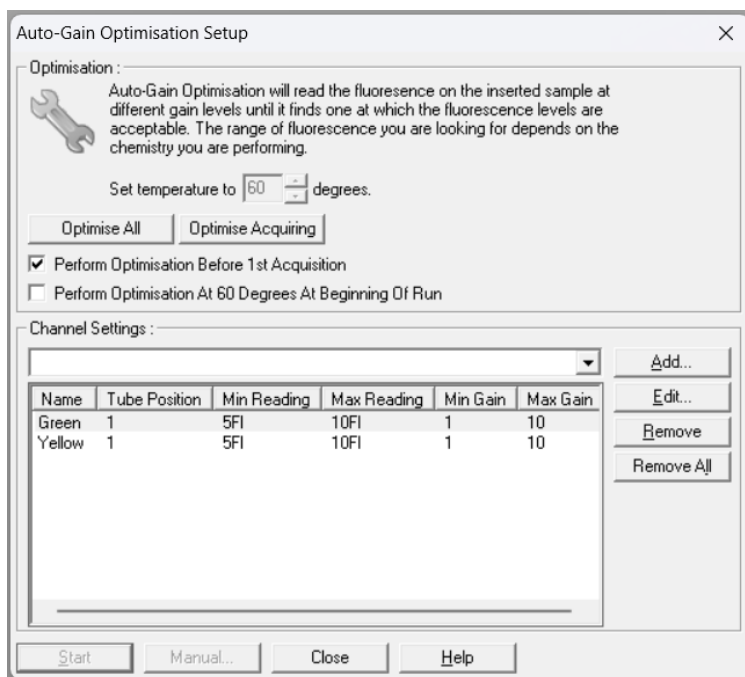 Auto-Gain Optimisation Setup
Optimisation :
Auto-Gain Optimisation will read the fluoresence on the inserted sample at
different gain levels until it finds one at which the fluorescence levels are
acceptable. The range of fluorescence you are looking for depends on the
chemistry you are performing.
Set temperature to 60 degrees.
Optimise All Optimise Acquiring
Perform Optimisation Before 1st Acquisition
Perform Optimisation At 60 Degrees At Beginning Of Run
Channel Settings :
Add...
Name Tube Position Min Reading Max Reading Min Gain Max Gain
Edit...
Green 1 5Fl 10Fl 1 10
Remove
Yellow 1 5Fl 10Fl 1 10
Remove All
Start Manual... Close Help